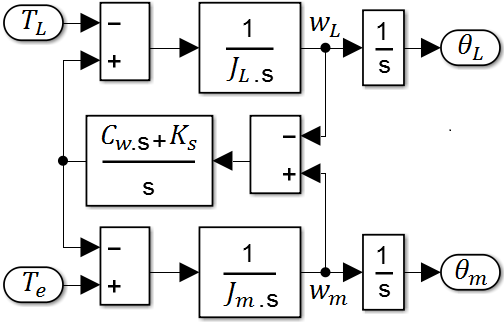 T_L
−
+
1
J_L.s
w_L
1
s
θ_L
C_w.s+K_s
s
−
+
T_e
−
+
1
J_m.s
w_m
1
s
θ_m